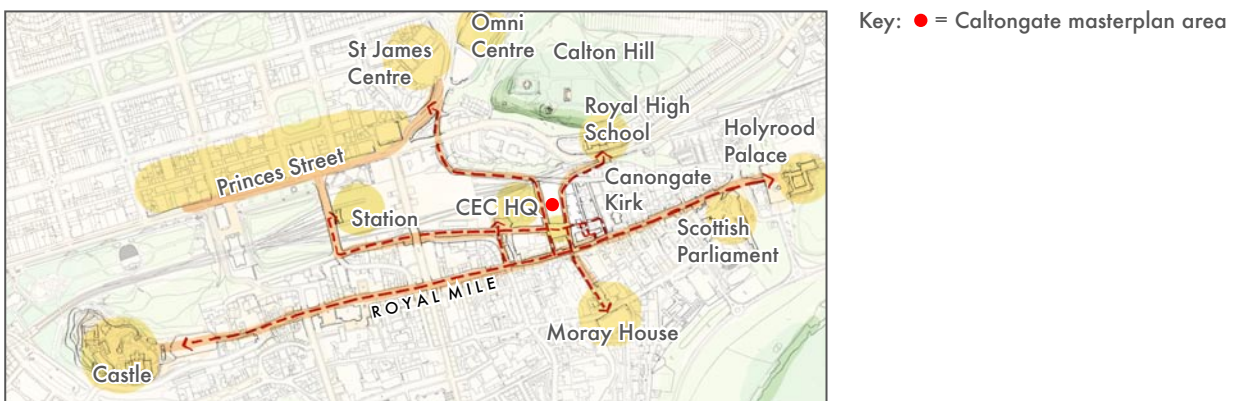 Key: = Caltongate masterplan area
Omni
Centre
St James
Centre
Calton Hill
Royal High
School
Holyrood
Palace
Princes Street
Canongate
Kirk
CEC HQ
Station
Scottish
Parliament
ROYAL MILE
Moray House
Castle